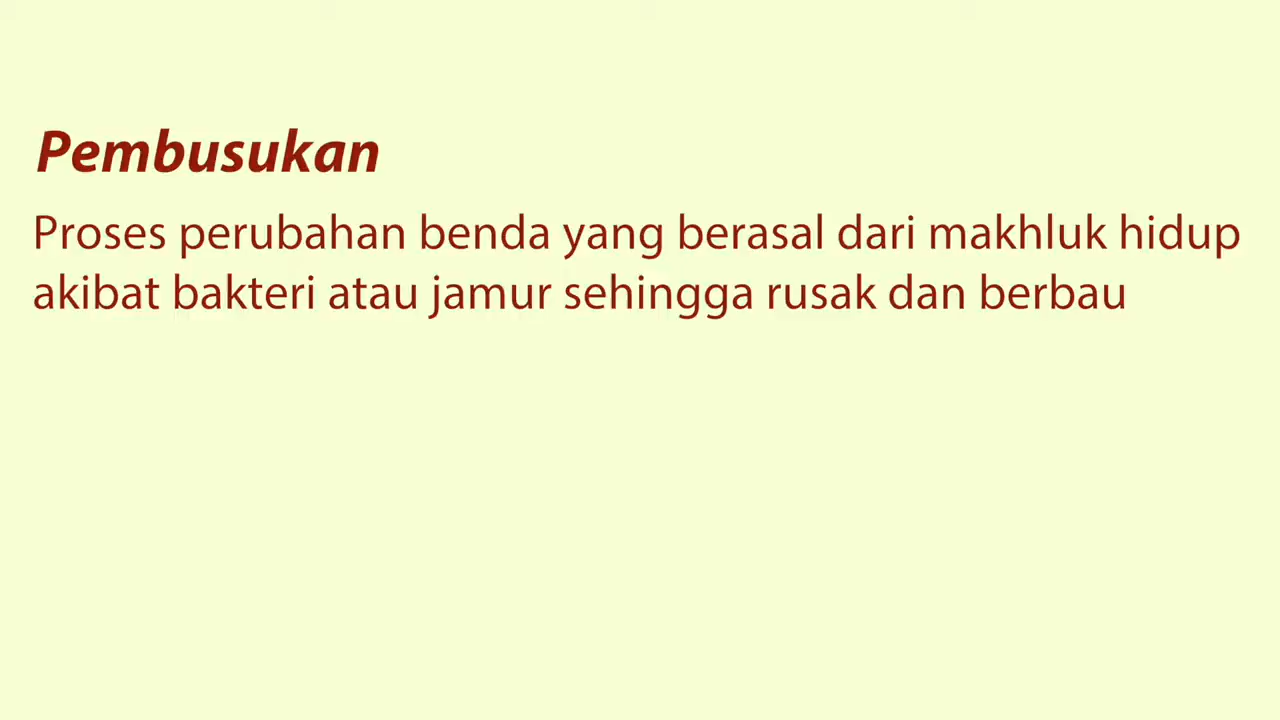 Pembusukan
Proses perubahan benda yang berasal dari makhluk hidup
akibat bakteri atau jamur sehingga rusak dan berbau